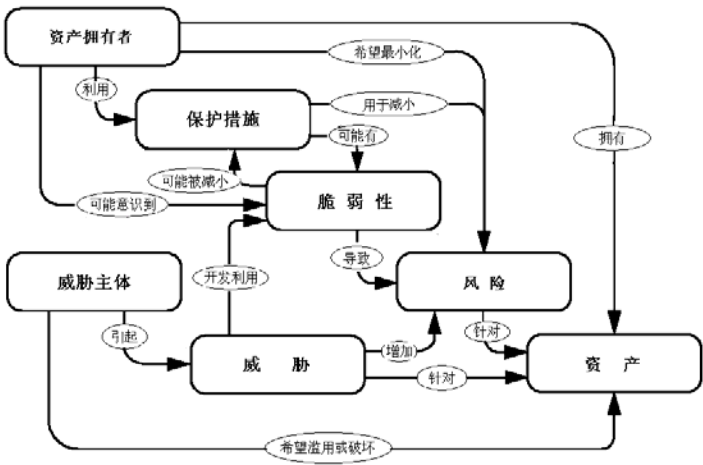 资产拥有者
希望最小化
利用
用于减小
保护措施
可能有
拥有
可能被减小
脆弱性
可能意识到
导致
威胁主体
开发利用
风险
引起
针对
增加
威胁
资产
针对
希望滥用或破坏